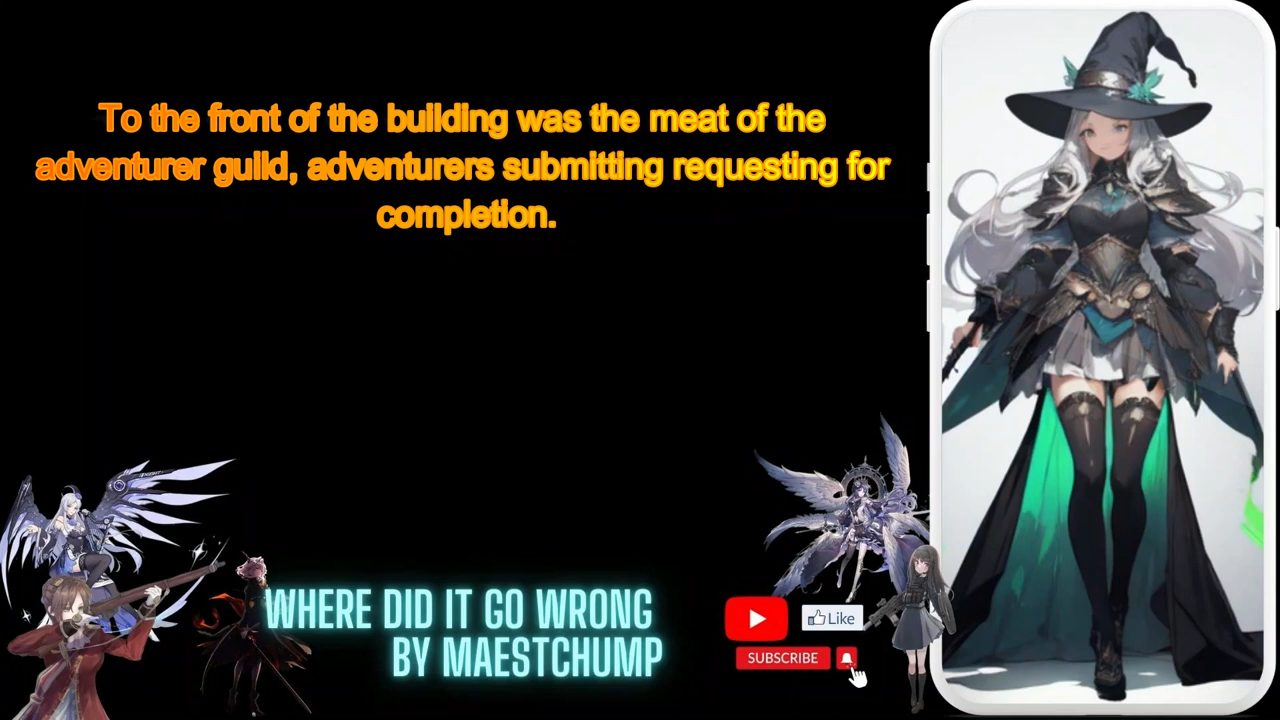 To the front of the building was the meat of the
adventurer guild, adventurers submitting requesting for
completion.
WHERE DID IT GO WRONG
BY MAESTCHUMP
Like
SUBSCRIBE